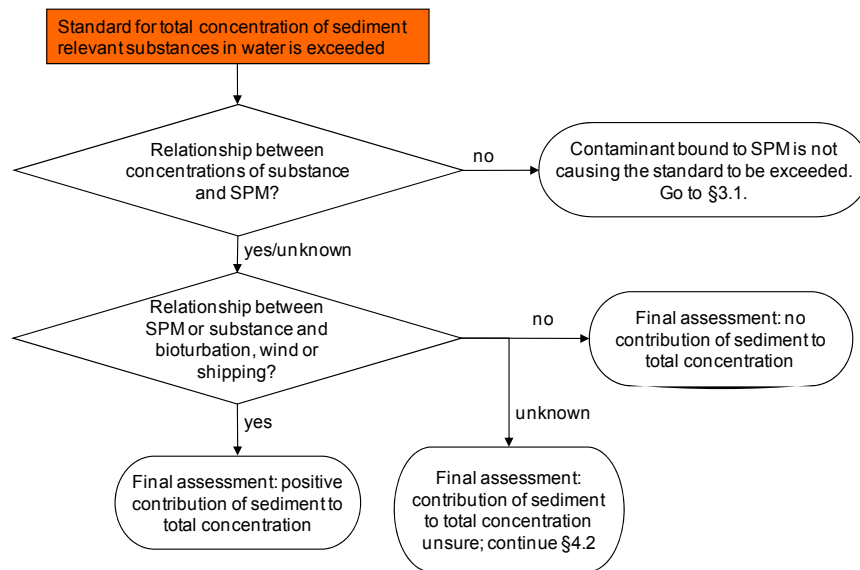 Standard for total concentration of sediment
relevant substances in water is exceeded
Relationship between
concentrations of substance
and SPM?
no
Contaminant bound to SPM is not
causing the standard to be exceeded.
Go to §3.1.
yes/unknown
Relationship between
SPM or substance and
bioturbation, wind or
shipping?
no
Final assessment: no
contribution of sediment to
total concentration
yes
unknown
Final assessment: positive
contribution of sediment to
total concentration
Final assessment:
contribution of sediment
to total concentration
unsure; continue §4.2